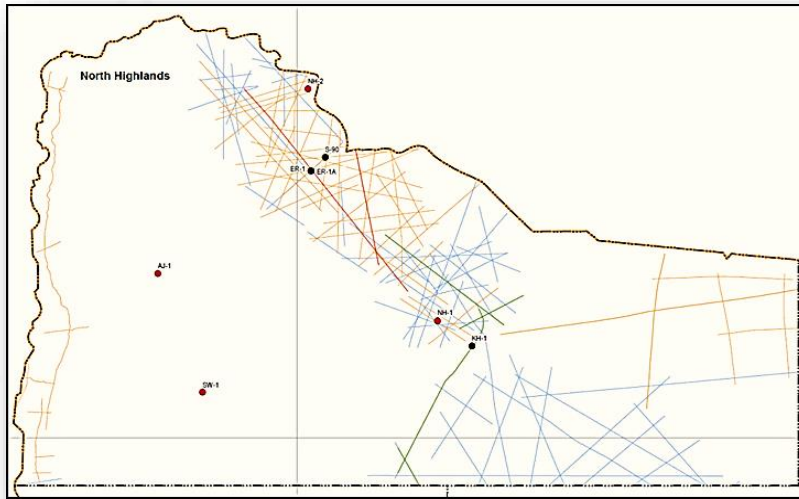 North Highlands
NH-2
S-90
ER-1 ER-1A
AJ-1
NH-1
KH-1
SW-1